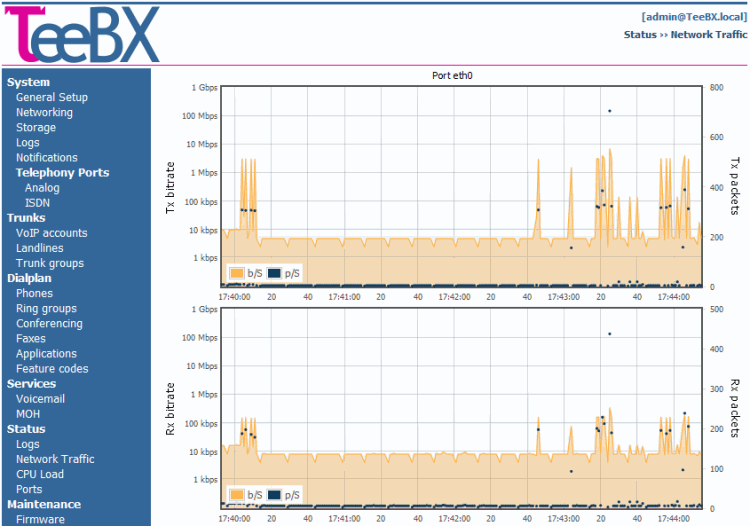 TeeBX
[admin@TeeBX.local]
Status ›› Network Traffic
System
General Setup
Networking
Storage
Logs
Notifications
Telephony Ports
Analog
ISDN
Trunks
VoIP accounts
Landlines
Trunk groups
Dialplan
Phones
Ring groups
Conferencing
Faxes
Applications
Feature codes
Services
Voicemail
MOH
Status
Logs
Network Traffic
CPU Load
Ports
Maintenance
Firmware
Port eth0
1 Gbps
100 Mbps
10 Mbps
1 Mbps
100 kbps
10 kbps
1 kbps
Tx bitrate
800
600
400
200
0
Tx packets
b/S p/S
17:40:00 20 40 17:41:00 20 40 17:42:00 20 40 17:43:00 20 40 17:44:00
1 Gbps
100 Mbps
10 Mbps
1 Mbps
100 kbps
10 kbps
1 kbps
Rx bitrate
500
400
300
200
100
0
Rx packets
b/S p/S
17:40:00 20 40 17:41:00 20 40 17:42:00 20 40 17:43:00 20 40 17:44:00